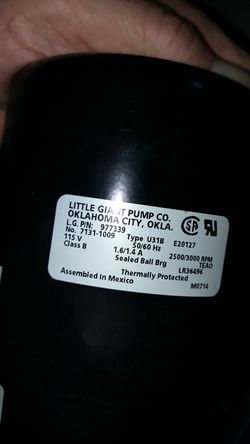 LITTLE GIANT PUMP CO.
OKLAHOMA CITY, OKLA.
L.G. P/N: 977339
No. 7131-1009 Type U31B E20127
115 V 50/60 Hz 2500/3000 RPM
Class B 1.6/1.4 A TEAO
Sealed Ball Brg LR36496
Thermally Protected
Assembled in Mexico M0714